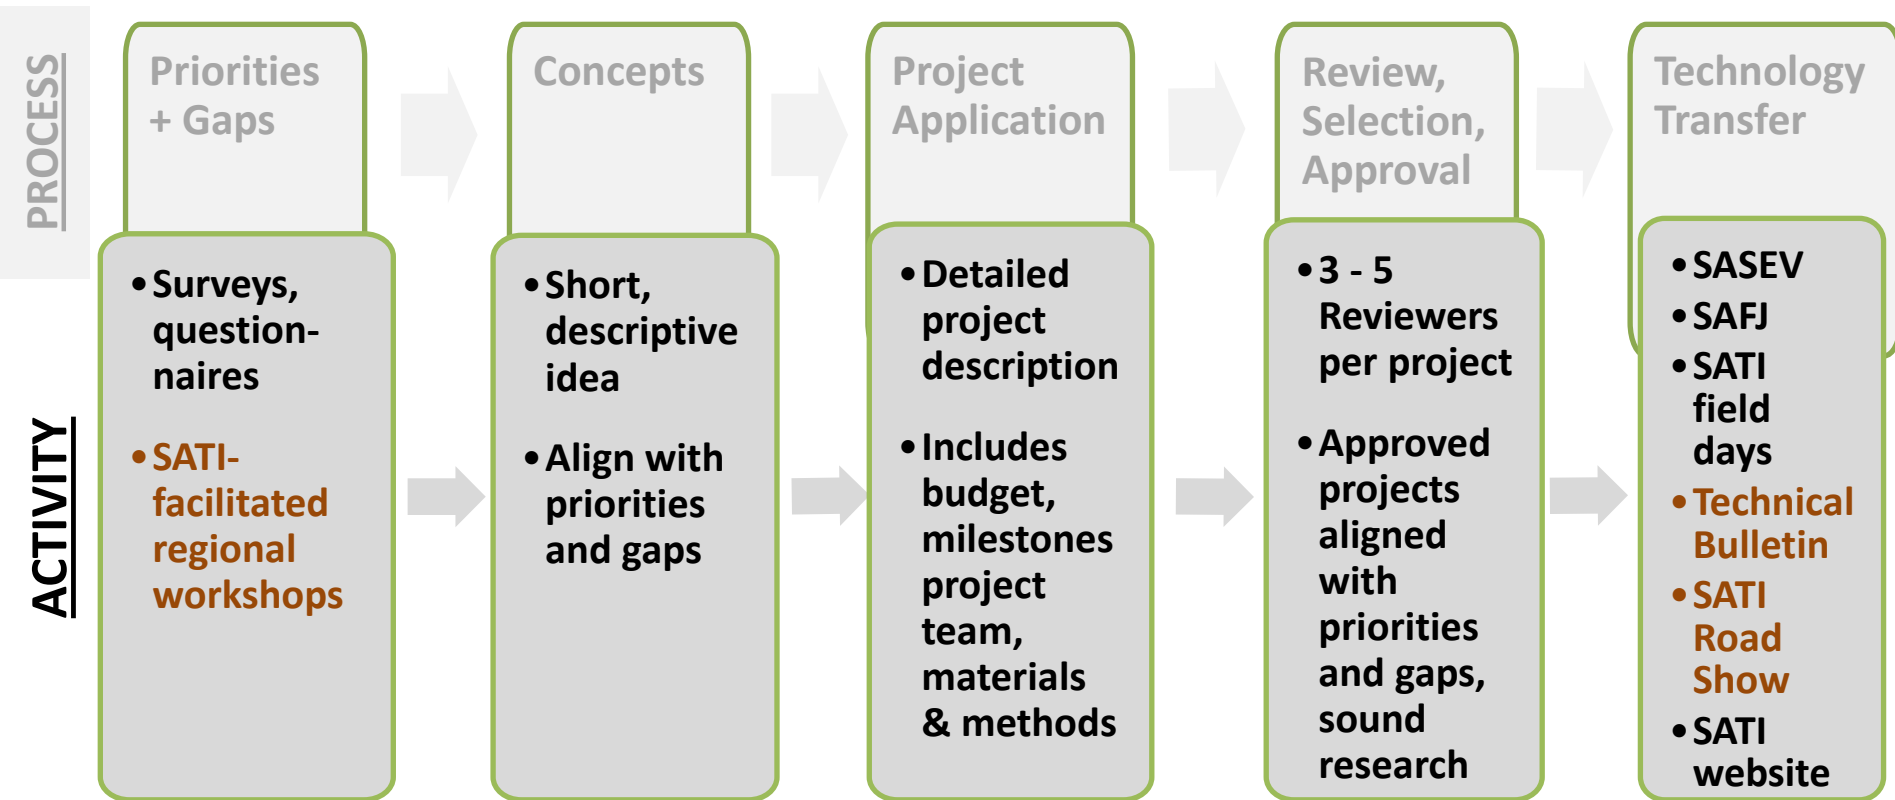 PROCESS
Priorities
+ Gaps
Concepts
Project
Application
Review,
Selection,
Approval
Technology
Transfer
ACTIVITY
•Surveys,
question-
naires
•SATI-
facilitated
regional
workshops
•Short,
descriptive
idea
•Align with
priorities
and gaps
•Detailed
project
description
•Includes
budget,
milestones
project
team,
materials
& methods
•3 - 5
Reviewers
per project
•Approved
projects
aligned
with
priorities
and gaps,
sound
research
•SASEV
•SAFJ
•SATI
field
days
•Technical
Bulletin
•SATI
Road
Show
•SATI
website